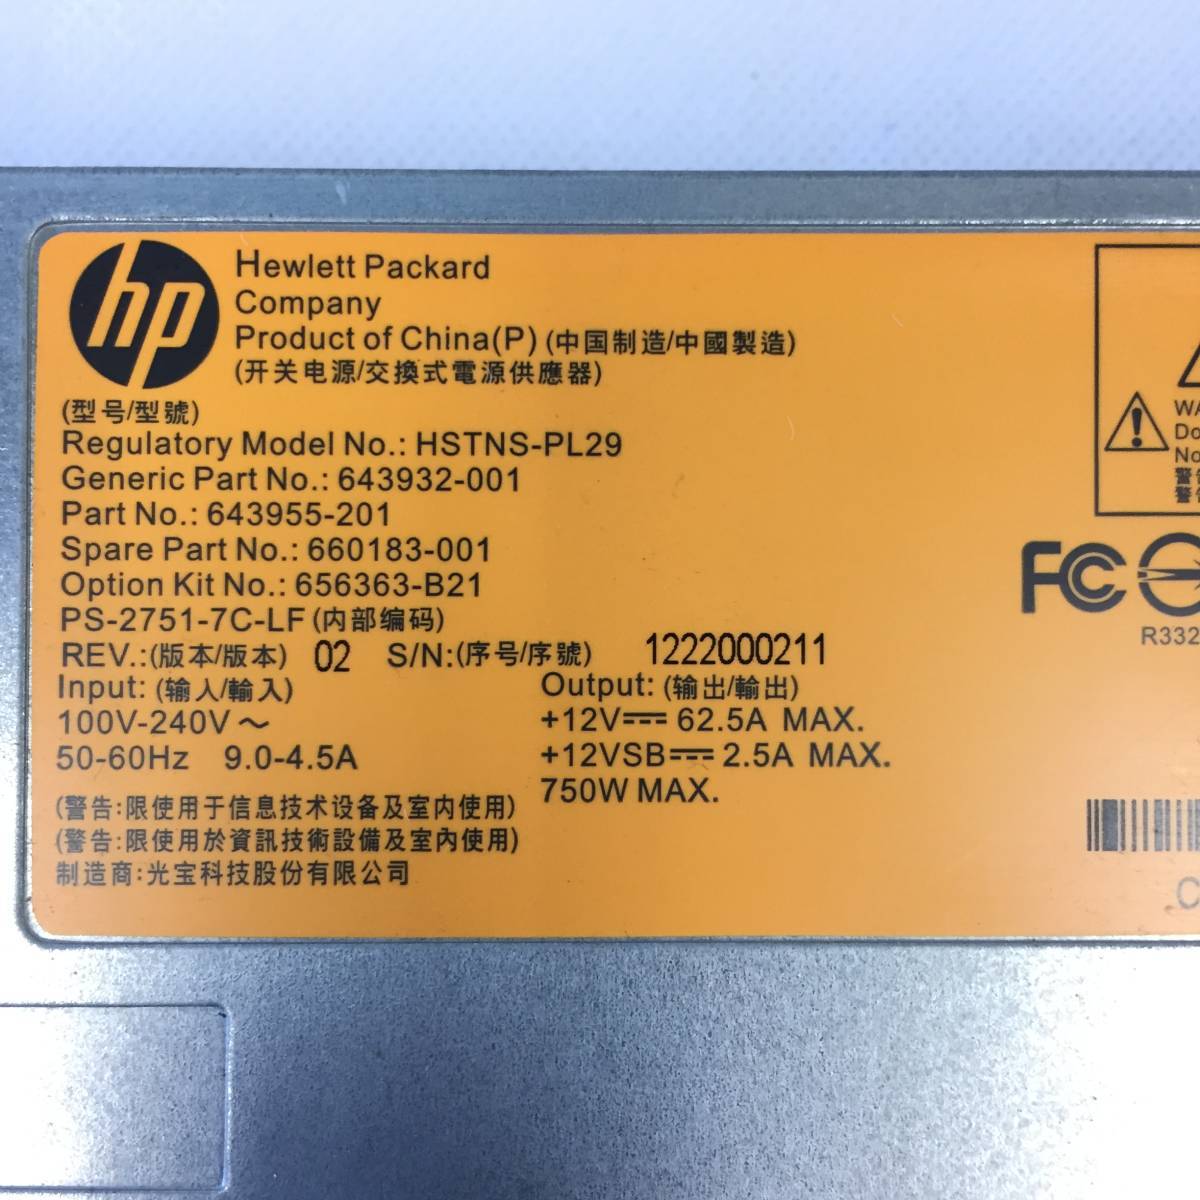 hp
Hewlett Packard
Company
Product of China(P) (中国制造/中國製造)
(开关电源/交換式電源供應器)
(型号/型號)
Regulatory Model No.: HSTNS-PL29
Generic Part No.: 643932-001
Part No.: 643955-201
Spare Part No.: 660183-001
Option Kit No.: 656363-B21
PS-2751-7C-LF (内部编码)
REV.:(版本/版本) 02 S/N:(序号/序號) 1222000211
Input: (输入/輸入)
100V-240V ～
50-60Hz 9.0-4.5A
Output: (输出/輸出)
+12V⎓ 62.5A MAX.
+12VSB⎓ 2.5A MAX.
750W MAX.
(警告:限使用于信息技术设备及室内使用)
(警告:限使用於資訊技術設備及室內使用)
制造商:光宝科技股份有限公司
Do
No
FC
R332